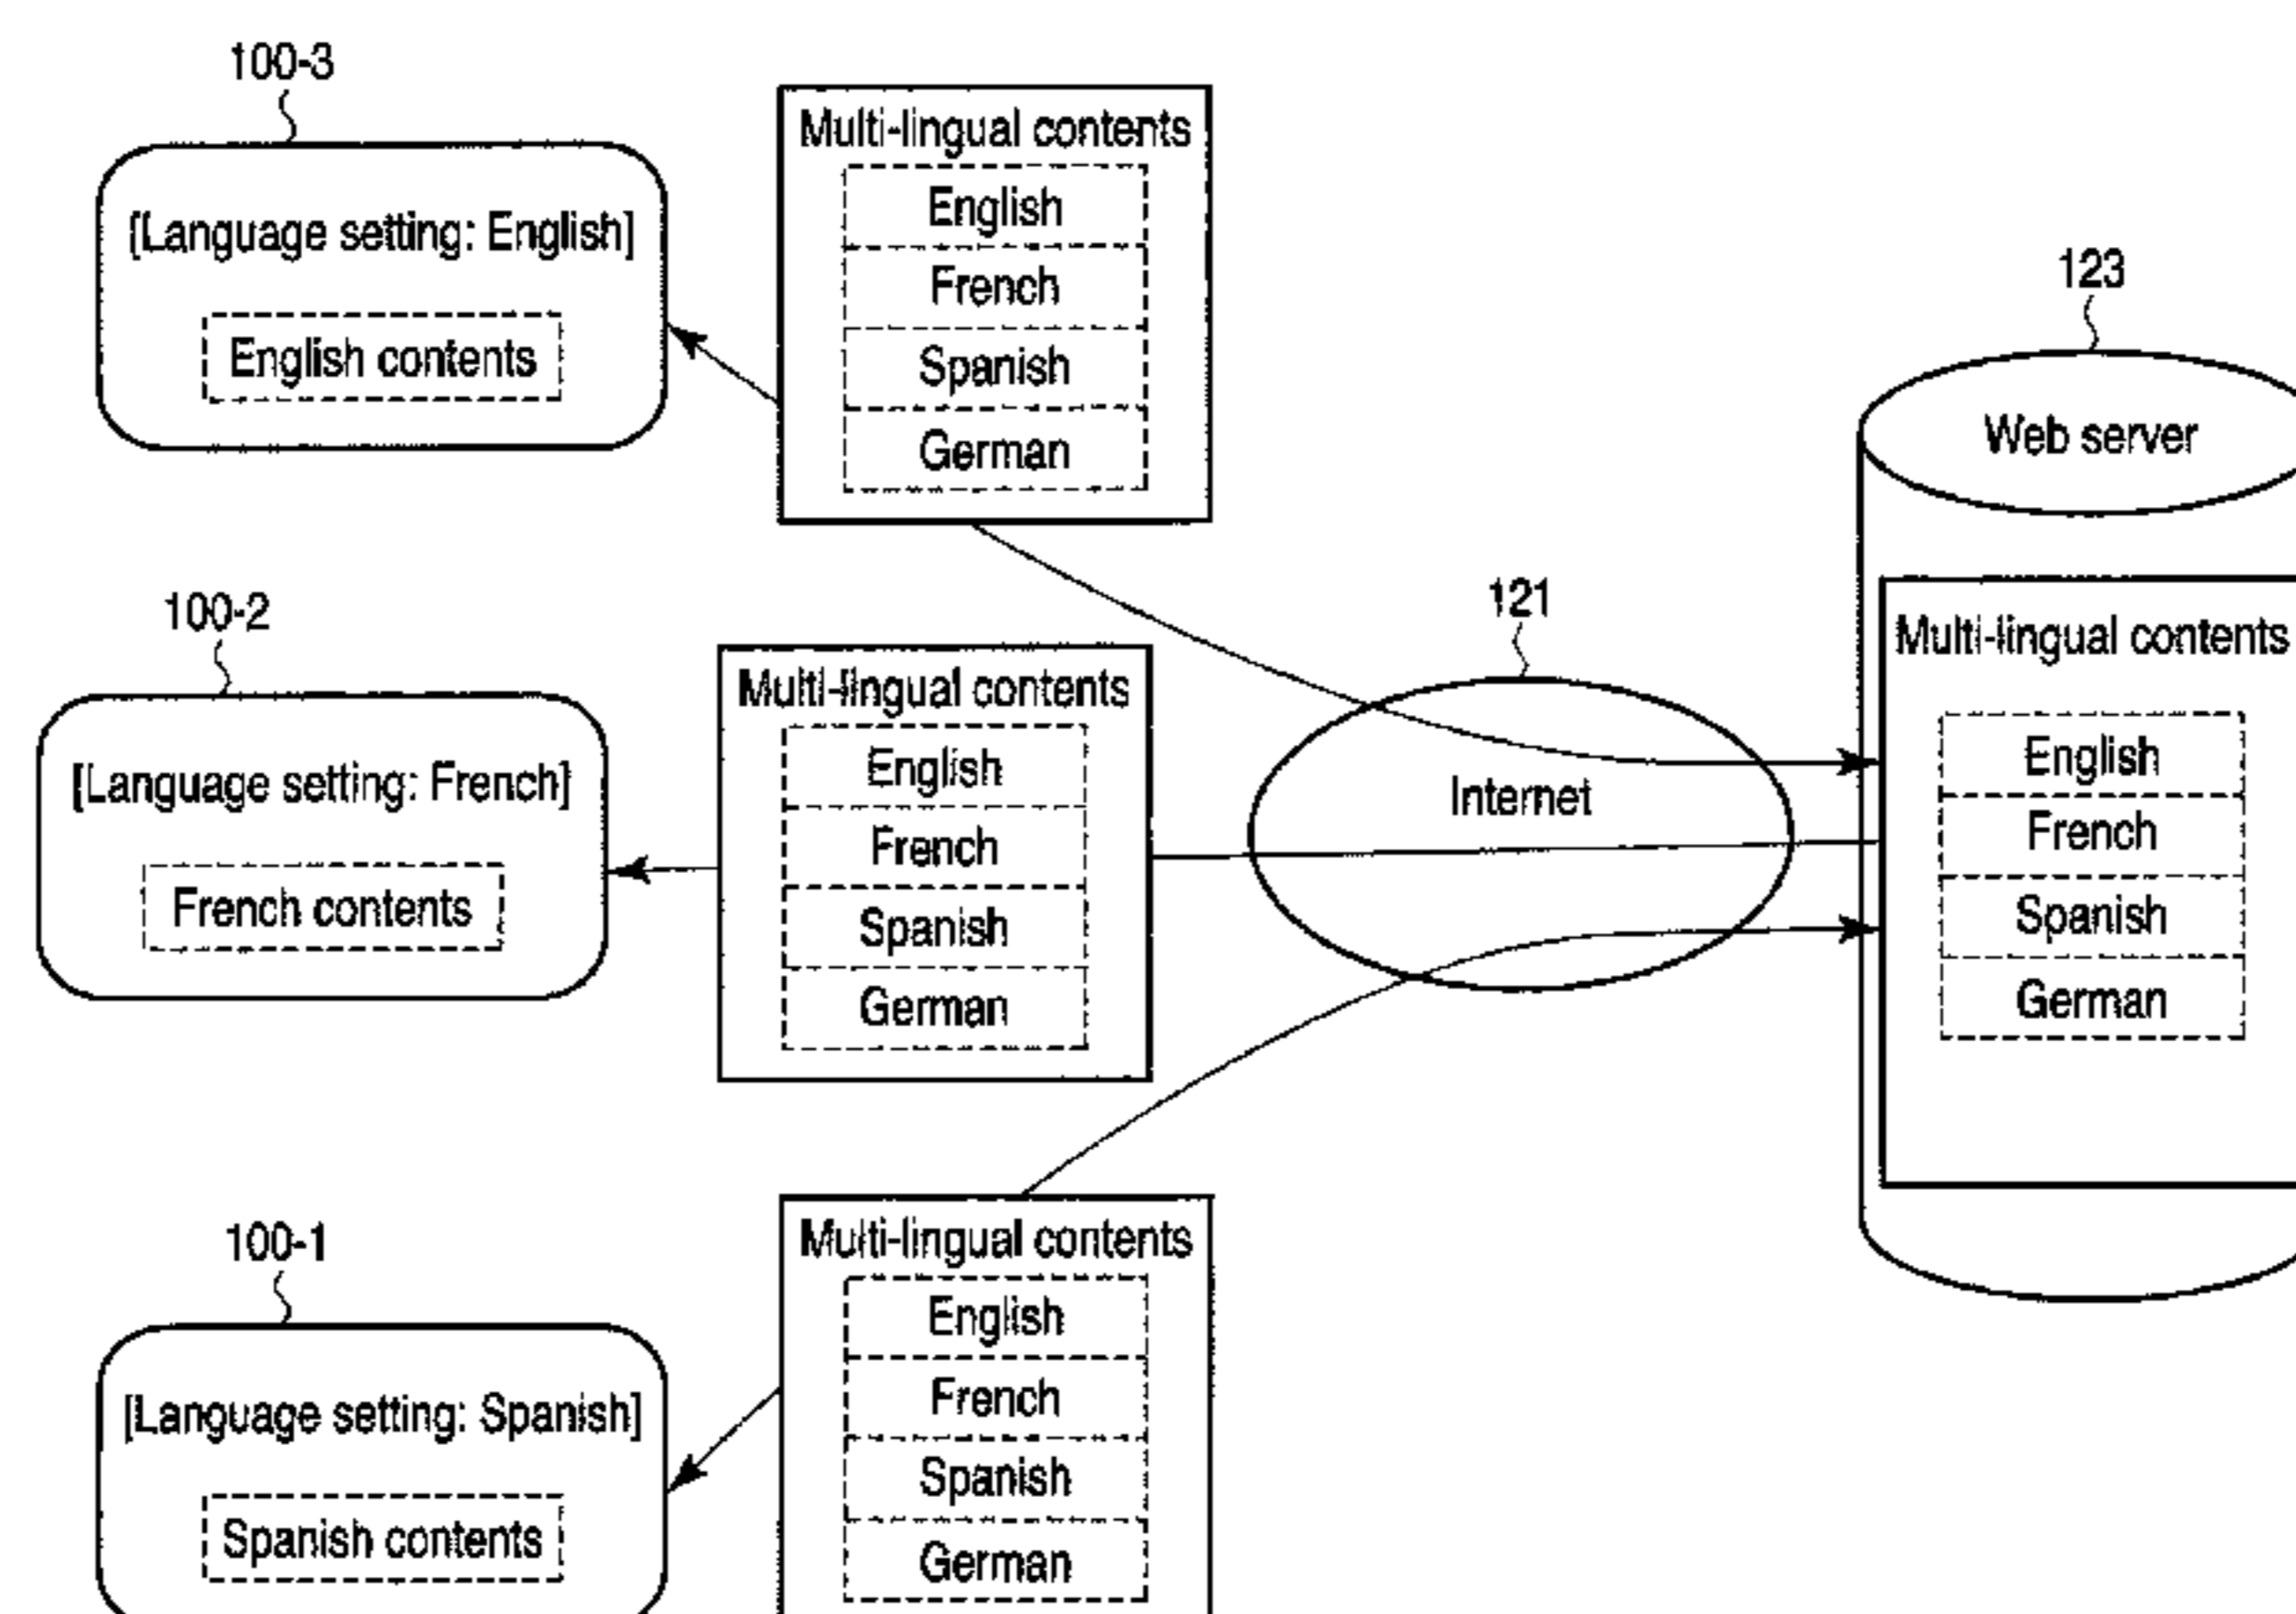 100-3
[Language setting: English]
English contents
Multi-lingual contents
English
French
Spanish
German
100-2
[Language setting: French]
French contents
Multi-lingual contents
English
French
Spanish
German
100-1
[Language setting: Spanish]
Spanish contents
Multi-lingual contents
English
French
Spanish
German
121
Internet
123
Web server
Multi-lingual contents
English
French
Spanish
German